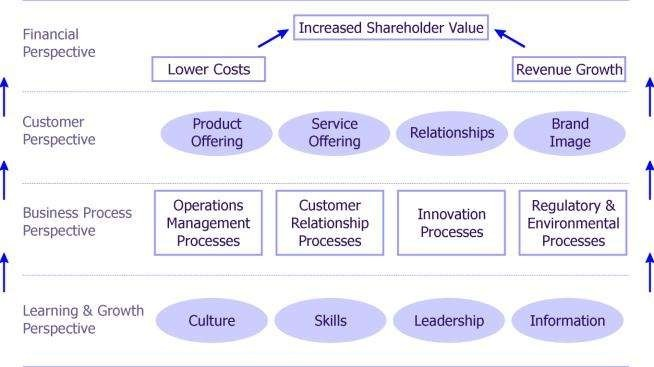 Financial
Perspective
Increased Shareholder Value
Lower Costs
Revenue Growth
Customer
Perspective
Product
Offering
Service
Offering
Relationships
Brand
Image
Business Process
Perspective
Operations
Management
Processes
Customer
Relationship
Processes
Innovation
Processes
Regulatory &
Environmental
Processes
Learning & Growth
Perspective
Culture
Skills
Leadership
Information